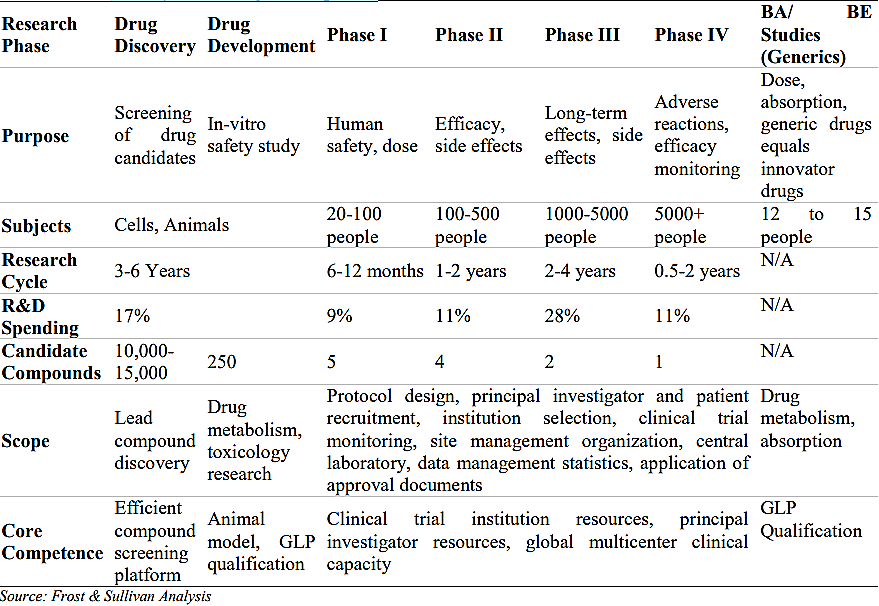 Research Phase | Drug Discovery | Drug Development | Phase I | Phase II | Phase III | Phase IV | BA/ BE Studies (Generics)
Purpose | Screening of drug candidates | In-vitro safety study | Human safety, dose | Efficacy, side effects | Long-term effects, side effects | Adverse reactions, efficacy monitoring | Dose, absorption, generic drugs equals innovator drugs
Subjects | Cells, Animals | 20-100 people | 100-500 people | 1000-5000 people | 5000+ people | 12 to 15 people
Research Cycle | 3-6 Years | 6-12 months | 1-2 years | 2-4 years | 0.5-2 years | N/A
R&D Spending | 17% | 9% | 11% | 28% | 11% | N/A
Candidate Compounds | 10,000-15,000 | 250 | 5 | 4 | 2 | 1 | N/A
Scope | Lead compound discovery | Drug metabolism, toxicology research | Protocol design, principal investigator and patient recruitment, institution selection, clinical trial monitoring, site management organization, central laboratory, data management statistics, application of approval documents | Drug metabolism, absorption
Core Competence | Efficient compound screening platform | Animal model, GLP qualification | Clinical trial institution resources, principal investigator resources, global multicenter clinical capacity | GLP Qualification
Source: Frost & Sullivan Analysis